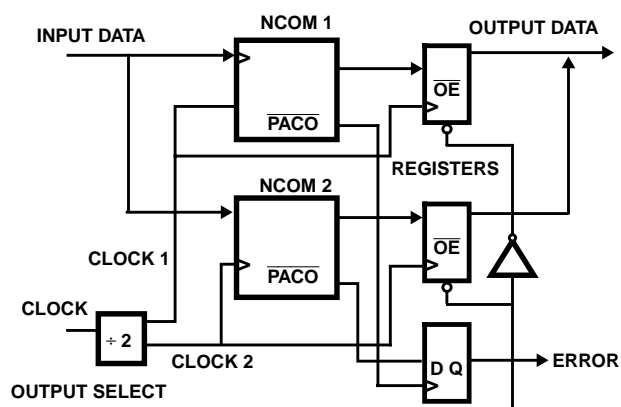 NCOM 1
INPUT DATA
OUTPUT DATA
OE
PACO
REGISTERS
NCOM 2
OE
CLOCK 1
PACO
CLOCK
÷ 2
CLOCK 2
D Q
ERROR
OUTPUT SELECT